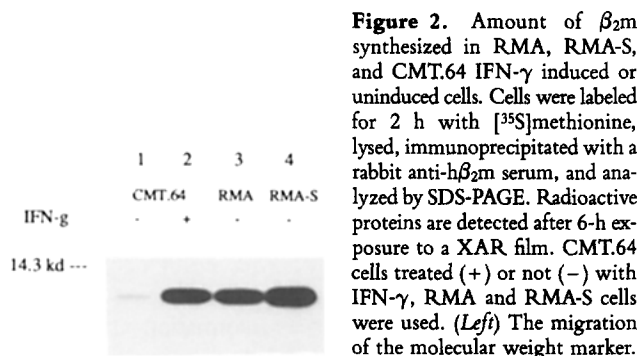 Figure 2. Amount of β₂m
synthesized in RMA, RMA-S,
and CMT.64 IFN-γ induced or
uninduced cells. Cells were labeled
for 2 h with [³⁵S]methionine,
lysed, immunoprecipitated with a
rabbit anti-hβ₂m serum, and ana-
lyzed by SDS-PAGE. Radioactive
proteins are detected after 6-h ex-
posure to a XAR film. CMT.64
cells treated (+) or not (−) with
IFN-γ, RMA and RMA-S cells
were used. (Left) The migration
of the molecular weight marker.
1 2 3 4
CMT.64 RMA RMA-S
IFN-g - + - -
14.3 kd ---